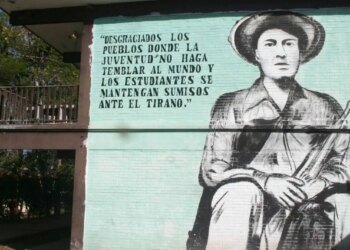 "DESGRACIADOS LOS
PUEBLOS DONDE LA
JUVENTUD NO HAGA
TEMBLAR AL MUNDO Y
LOS ESTUDIANTES SE
MANTENGAN SUMISOS
ANTE EL TIRANO."